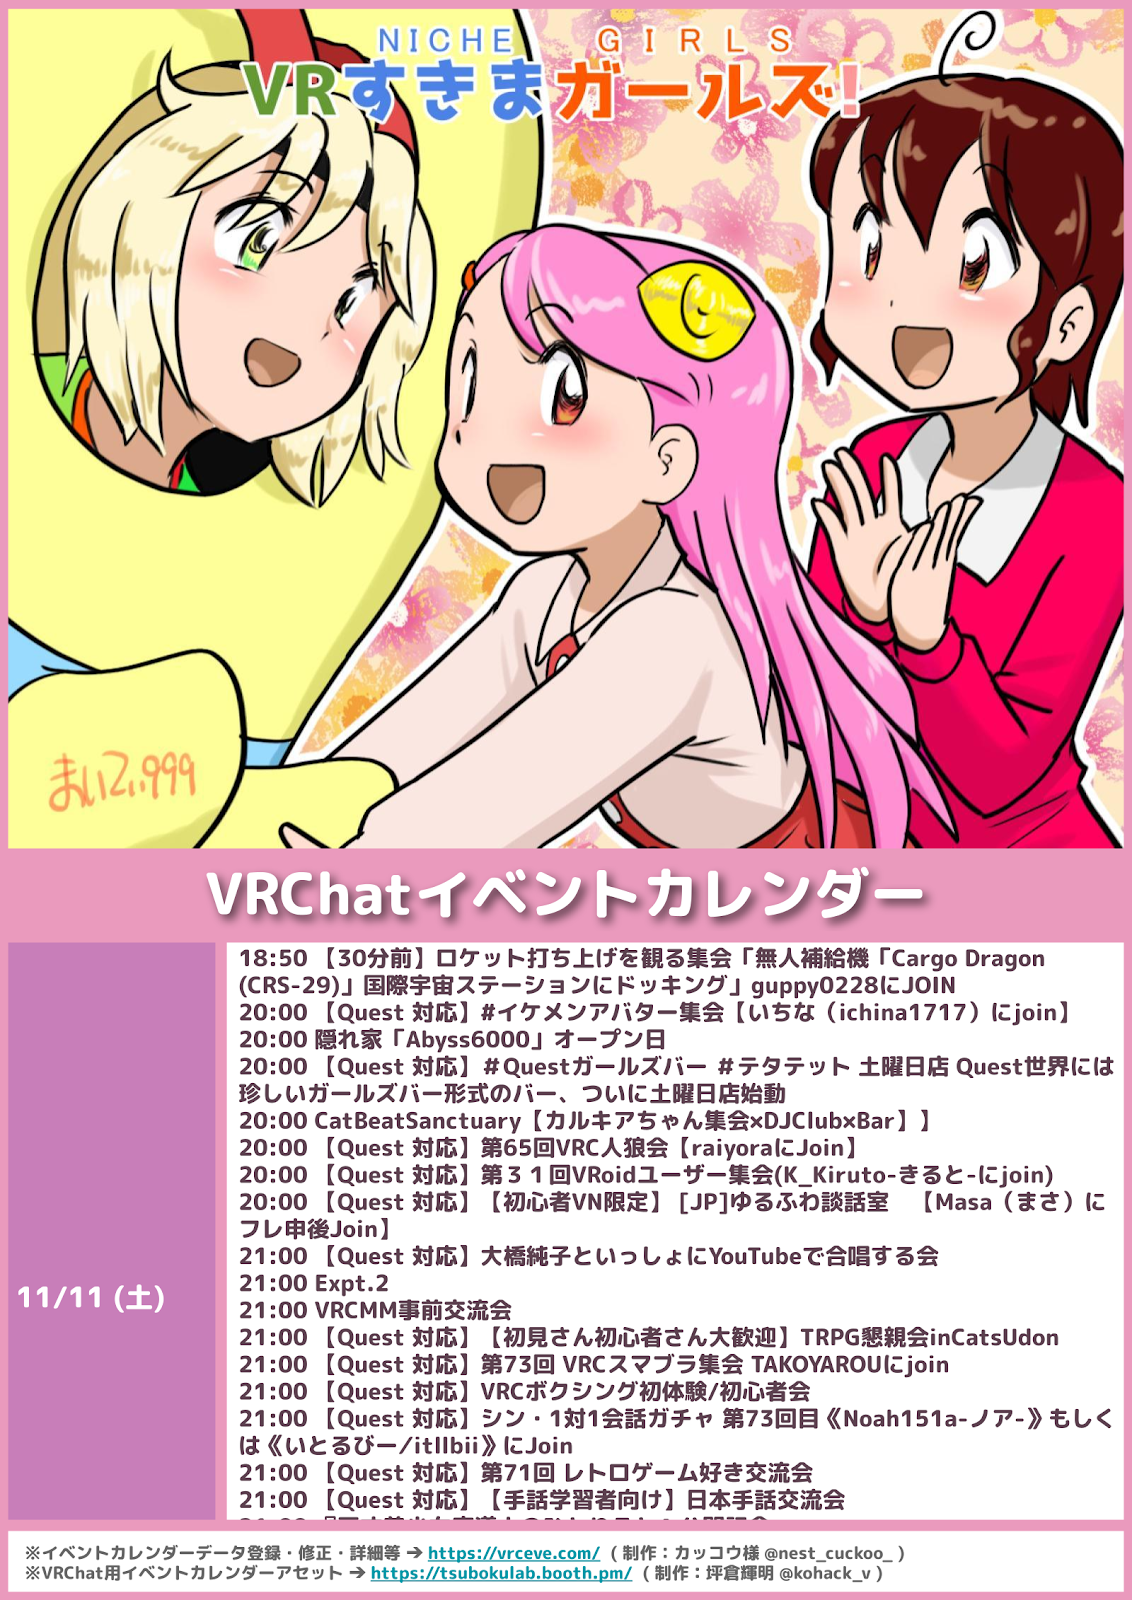 NICHE GIRLS
VRすきまガールズ!
まいてぃ999
VRChatイベントカレンダー
11/11 (土)
18:50 【30分前】ロケット打ち上げを観る集会「無人補給機「Cargo Dragon
(CRS-29)」国際宇宙ステーションにドッキング」guppy0228にJOIN
20:00 【Quest 対応】#イケメンアバター集会【いちな（ichina1717）にjoin】
20:00 隠れ家「Abyss6000」オープン日
20:00 【Quest 対応】＃Questガールズバー ＃テタテット 土曜日店 Quest世界には
珍しいガールズバー形式のバー、ついに土曜日店始動
20:00 CatBeatSanctuary【カルキアちゃん集会×DJClub×Bar】】
20:00 【Quest 対応】第65回VRC人狼会【raiyoraにJoin】
20:00 【Quest 対応】第３１回VRoidユーザー集会(K_Kiruto-きると-にjoin)
20:00 【Quest 対応】【初心者VN限定】 [JP]ゆるふわ談話室　【Masa（まさ）に
フレ申後Join】
21:00 【Quest 対応】大橋純子といっしょにYouTubeで合唱する会
21:00 Expt.2
21:00 VRCMM事前交流会
21:00 【Quest 対応】【初見さん初心者さん大歓迎】TRPG懇親会inCatsUdon
21:00 【Quest 対応】第73回 VRCスマブラ集会 TAKOYAROUにjoin
21:00 【Quest 対応】VRCボクシング初体験/初心者会
21:00 【Quest 対応】シン・1対1会話ガチャ 第73回目《Noah151a-ノア-》もしく
は《いとるびー/itllbii》にJoin
21:00 【Quest 対応】第71回 レトロゲーム好き交流会
21:00 【Quest 対応】【手話学習者向け】日本手話交流会
※イベントカレンダーデータ登録・修正・詳細等 ➔ https://vrceve.com/ ( 制作：カッコウ様 @nest_cuckoo_ )
※VRChat用イベントカレンダーアセット ➔ https://tsubokulab.booth.pm/ ( 制作：坪倉輝明 @kohack_v )